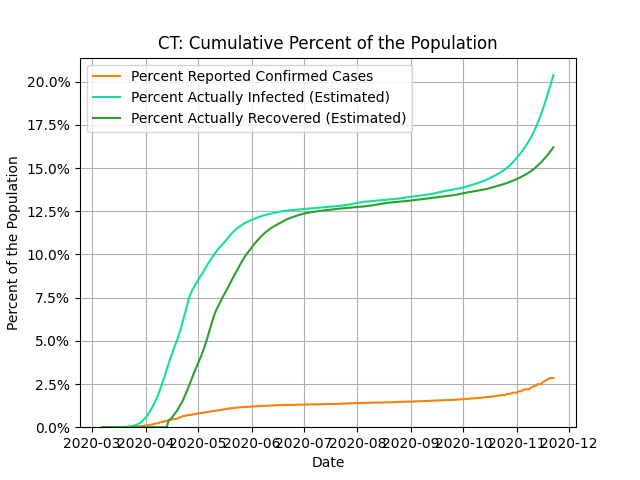 CT: Cumulative Percent of the Population
Percent Reported Confirmed Cases
Percent Actually Infected (Estimated)
Percent Actually Recovered (Estimated)
20.0%
17.5%
15.0%
12.5%
10.0%
7.5%
5.0%
2.5%
0.0%
Percent of the Population
2020-03 2020-04 2020-05 2020-06 2020-07 2020-08 2020-09 2020-10 2020-11 2020-12
Date